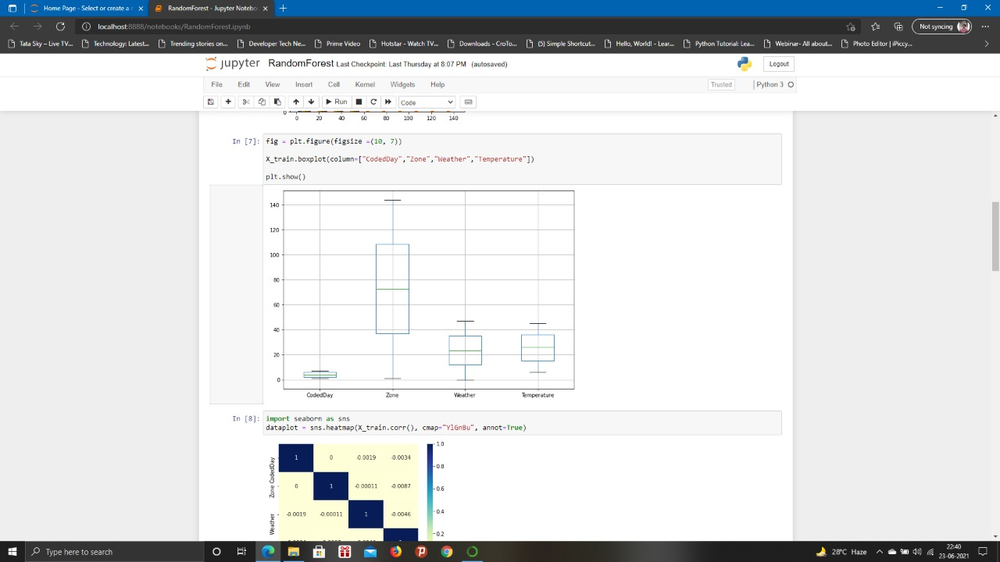 Home Page - Select or create a n
RandomForest - Jupyter Notebo
localhost:8888/notebooks/RandomForest.ipynb
Not syncing
Tata Sky – Live TV...
Technology: Latest...
Trending stories on...
Developer Tech Ne...
Prime Video
Hotstar - Watch TV...
Downloads - CroTo...
(5) Simple Shortcut...
Hello, World! - Lear...
Python Tutorial: Lea...
Webinar- All about...
Photo Editor | iPiccy...
jupyter RandomForest Last Checkpoint: Last Thursday at 8:07 PM (autosaved)
Logout
File Edit View Insert Cell Kernel Widgets Help
Trusted
Python 3
Run
Code
0
0 20 40 60 80 100 120 140
In [7]: fig = plt.figure(figsize =(10, 7))
X_train.boxplot(column=["CodedDay","Zone","Weather","Temperature"])
plt.show()
140
120
100
80
60
40
20
0
CodedDay Zone Weather Temperature
In [8]: import seaborn as sns
dataplot = sns.heatmap(X_train.corr(), cmap="YlGnBu", annot=True)
CodedDay 1 0 -0.0019 -0.0034
Zone 0 1 -0.00011 -0.0087
Weather -0.0019 -0.00011 1 -0.0046
1.0
0.8
0.6
0.4
0.2
Type here to search
28°C Haze
22:40
23-06-2021